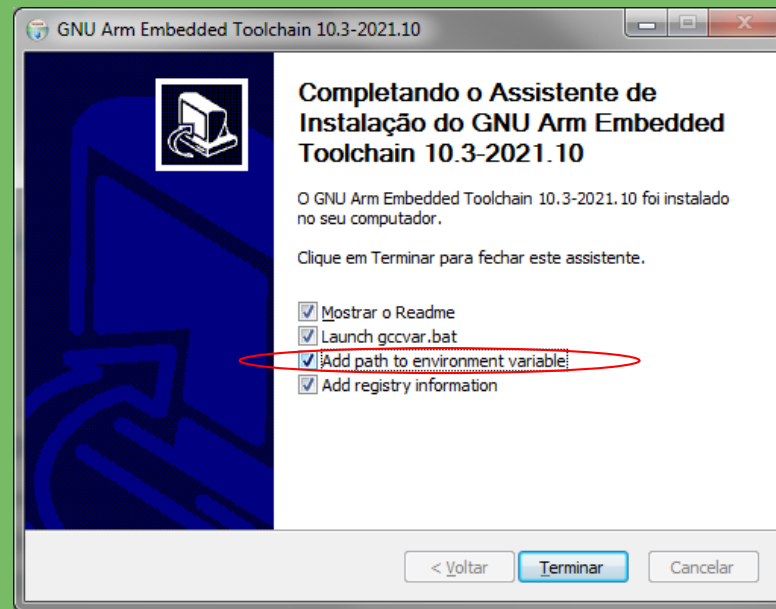 GNU Arm Embedded Toolchain 10.3-2021.10
Completando o Assistente de
Instalação do GNU Arm Embedded
Toolchain 10.3-2021.10
O GNU Arm Embedded Toolchain 10.3-2021.10 foi instalado
no seu computador.
Clique em Terminar para fechar este assistente.
Mostrar o Readme
Launch gccvar.bat
Add path to environment variable
Add registry information
< Voltar
Terminar
Cancelar